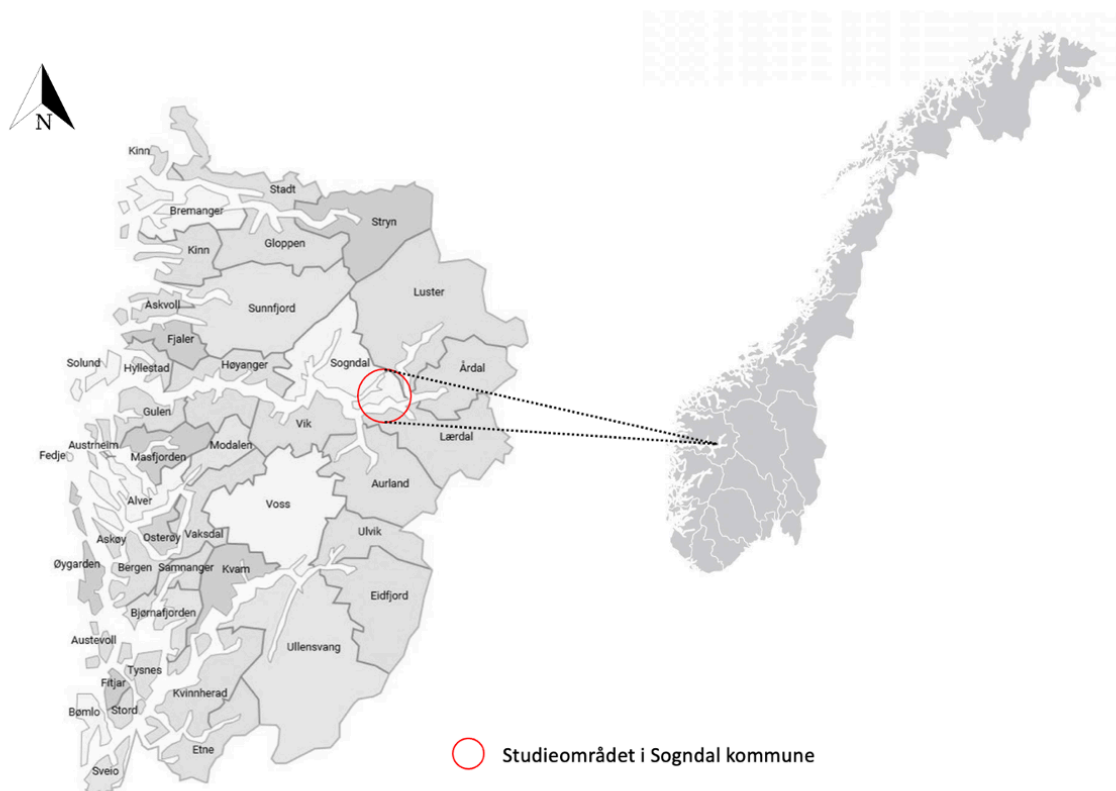 N
Kinn
Stadt
Bremanger
Stryn
Kinn
Gloppen
Luster
Askvoll
Sunnfjord
Fjaler
Solund
Hyllestad
Høyanger
Sogndal
Årdal
Gulen
Vik
Lærdal
Austrheim
Modalen
Fedje
Masfjorden
Aurland
Alver
Voss
Askøy
Osterøy
Vaksdal
Ulvik
Øygarden
Bergen
Samnanger
Kvam
Eidfjord
Bjørnafjorden
Austevoll
Ullensvang
Tysnes
Fitjar
Kvinnherad
Bømlo
Stord
Etne
Sveio
Studieområdet i Sogndal kommune